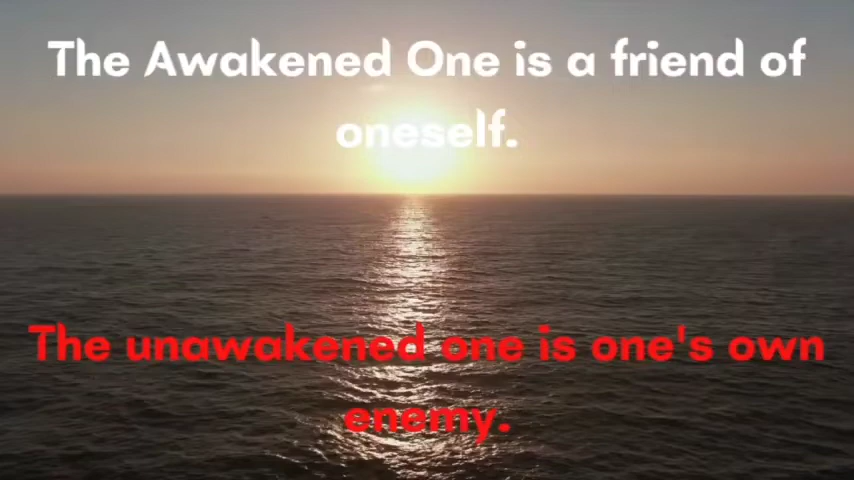 The Awakened One is a friend of
oneself.
The unawakened one is one's own
enemy.